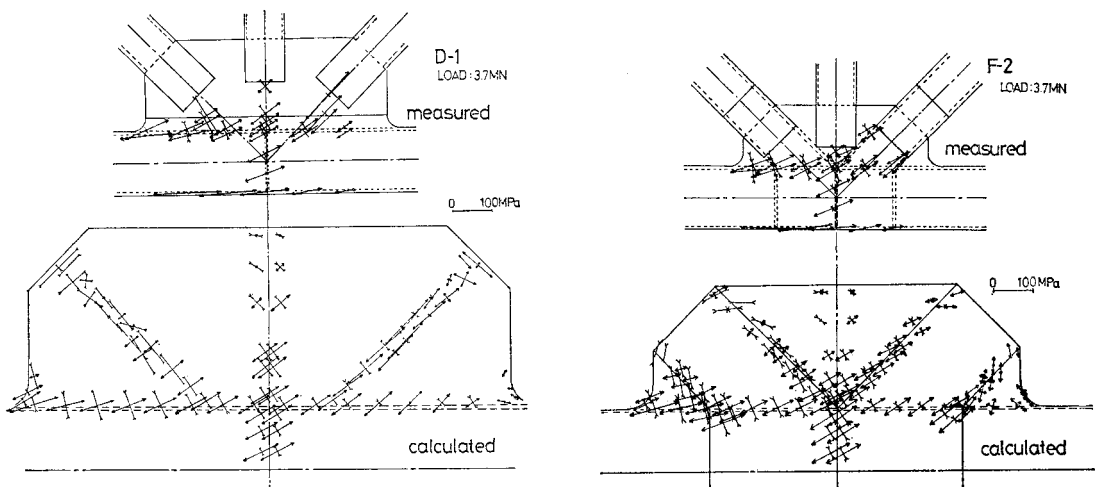 D-1
LOAD:3.7MN
measured
0 100MPa
calculated
F-2
LOAD:3.7MN
measured
0 100MPa
calculated